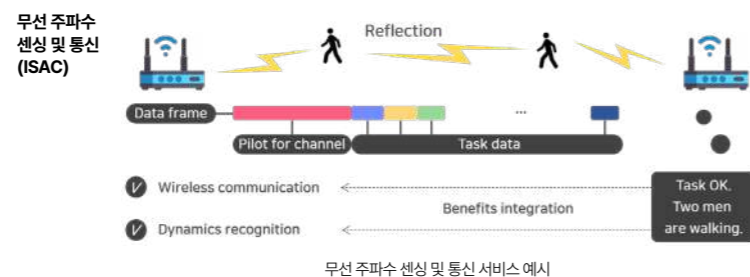 무선 주파수
센싱 및 통신
(ISAC)
Reflection
Data frame
...
Pilot for channel
Task data
Wireless communication
Benefits integration
Dynamics recognition
Task OK.
Two men
are walking.
무선 주파수 센싱 및 통신 서비스 예시